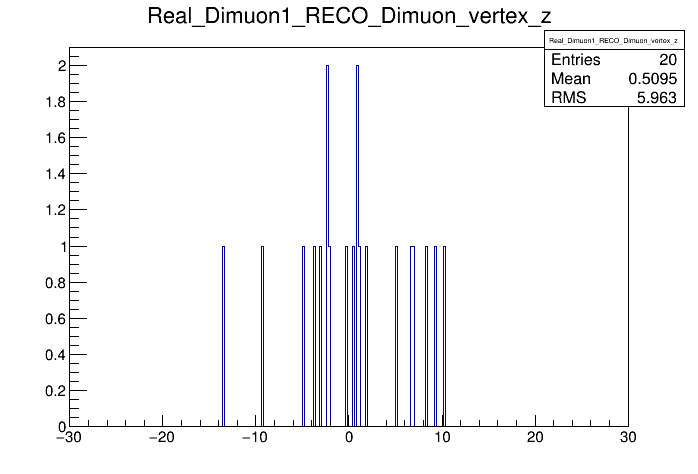 Real_Dimuon1_RECO_Dimuon_vertex_z
Real_Dimuon1_RECO_Dimuon_vertex_z
Entries 20
Mean 0.5095
RMS 5.963
2
1.8
1.6
1.4
1.2
1
0.8
0.6
0.4
0.2
0
−30 −20 −10 0 10 20 30